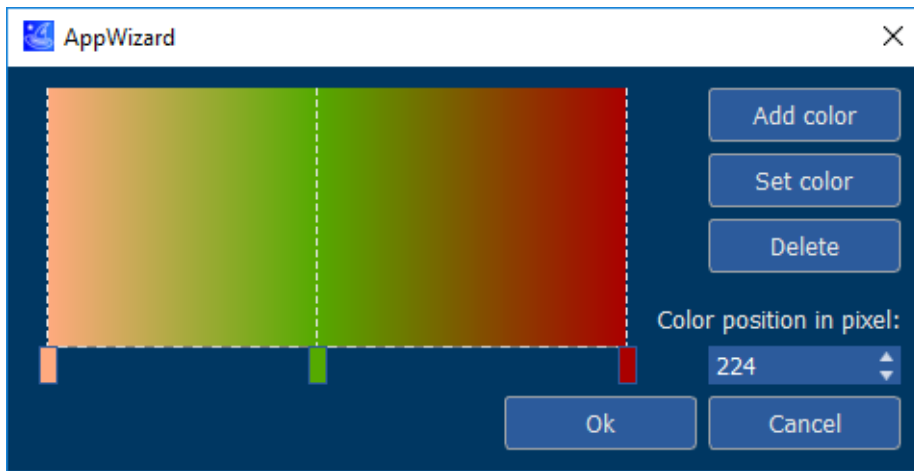 AppWizard
Add color
Set color
Delete
Color position in pixel:
224
Ok
Cancel